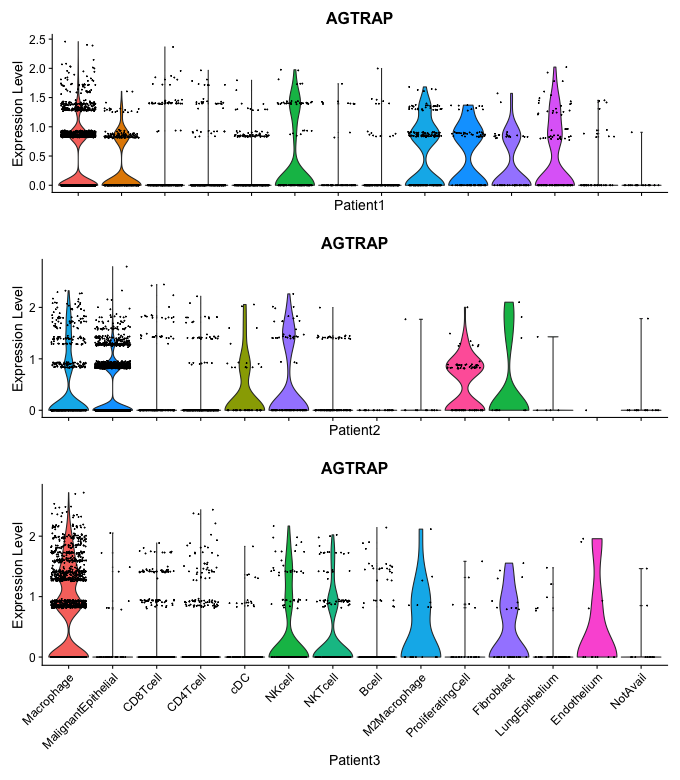 AGTRAP
Expression Level
2.5
2.0
1.5
1.0
0.5
0.0
Patient1
AGTRAP
Expression Level
2
1
0
Patient2
AGTRAP
Expression Level
2
1
0
Macrophage
MalignantEpithelial
CD8Tcell
CD4Tcell
cDC
NKcell
NKTcell
Bcell
M2Macrophage
ProliferatingCell
Fibroblast
LungEpithelium
Endothelium
NotAvail
Patient3